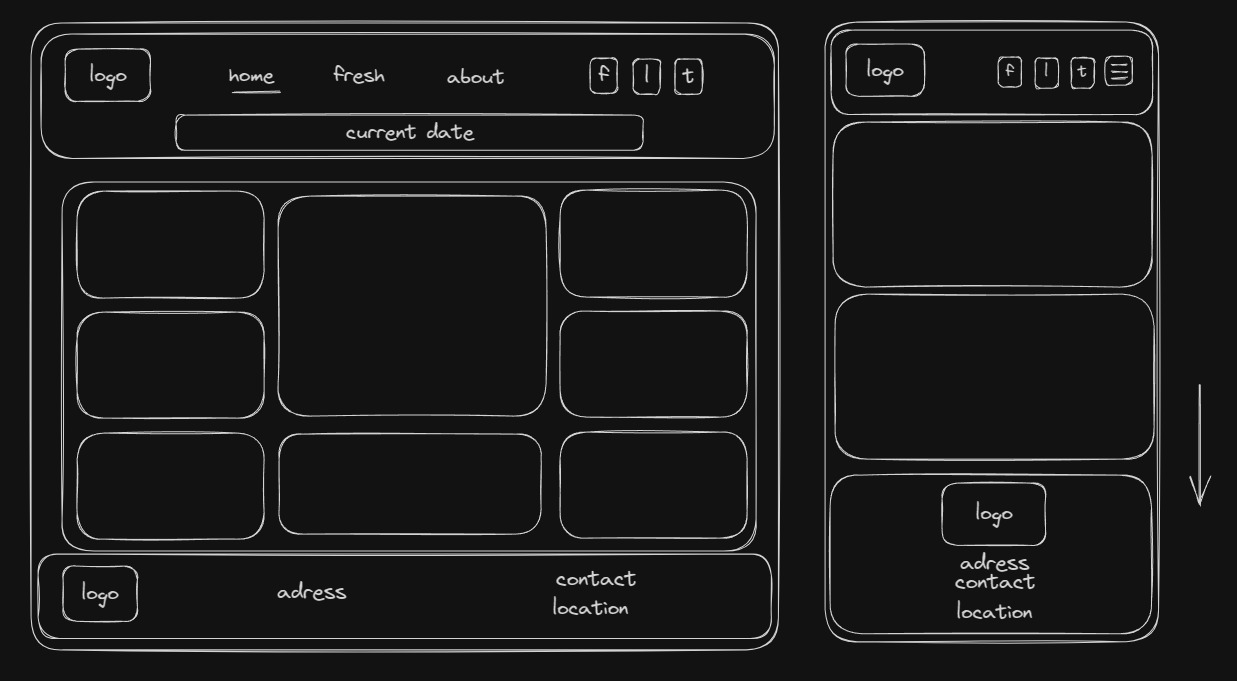 logo
home fresh about f l t
current date
logo
adress
contact
location
logo f l t
logo
adress
contact
location